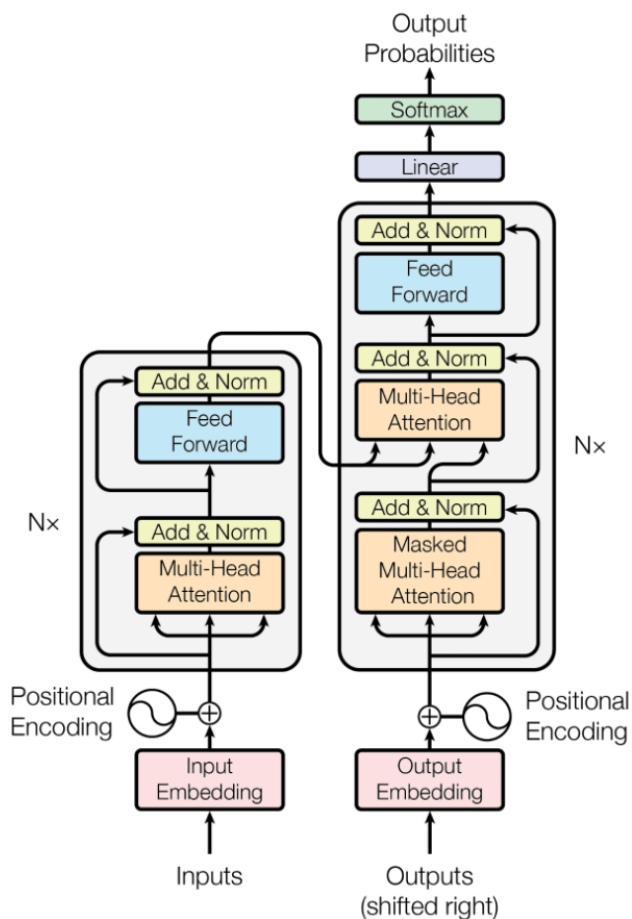 Output
Probabilities
Softmax
Linear
Add & Norm
Feed
Forward
Add & Norm
Multi-Head
Attention
Add & Norm
Masked
Multi-Head
Attention
N×
Add & Norm
Feed
Forward
Add & Norm
Multi-Head
Attention
N×
Positional
Encoding
Positional
Encoding
Input
Embedding
Output
Embedding
Inputs
Outputs
(shifted right)